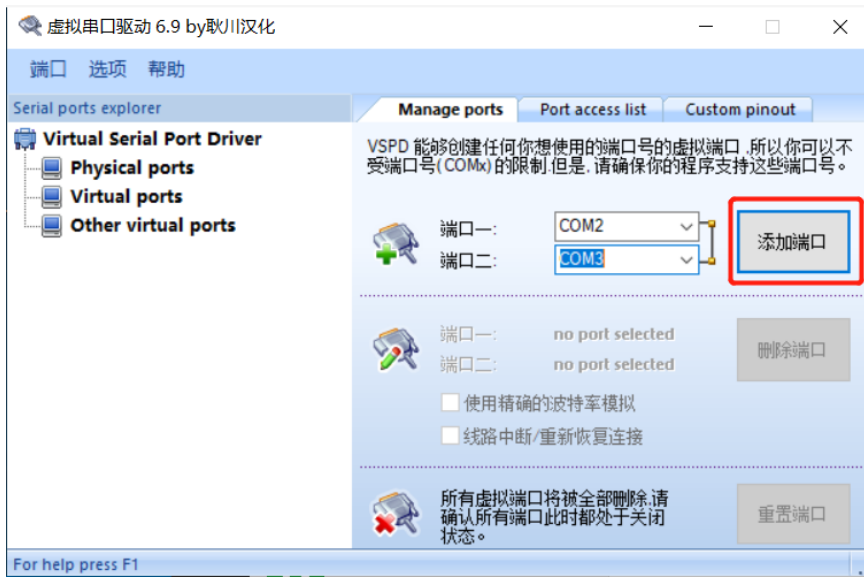 虚拟串口驱动 6.9 by耿川汉化
端口 选项 帮助
Serial ports explorer
Virtual Serial Port Driver
Physical ports
Virtual ports
Other virtual ports
Manage ports Port access list Custom pinout
VSPD 能够创建任何你想使用的端口号的虚拟端口 .所以你可以不
受端口号(COMx)的限制.但是. 请确保你的程序支持这些端口号。
端口一: COM2
端口二: COM3
添加端口
端口一: no port selected
端口二: no port selected
删除端口
使用精确的波特率模拟
线路中断/重新恢复连接
所有虚拟端口将被全部删除.请
确认所有端口此时都处于关闭
状态。
重置端口
For help press F1